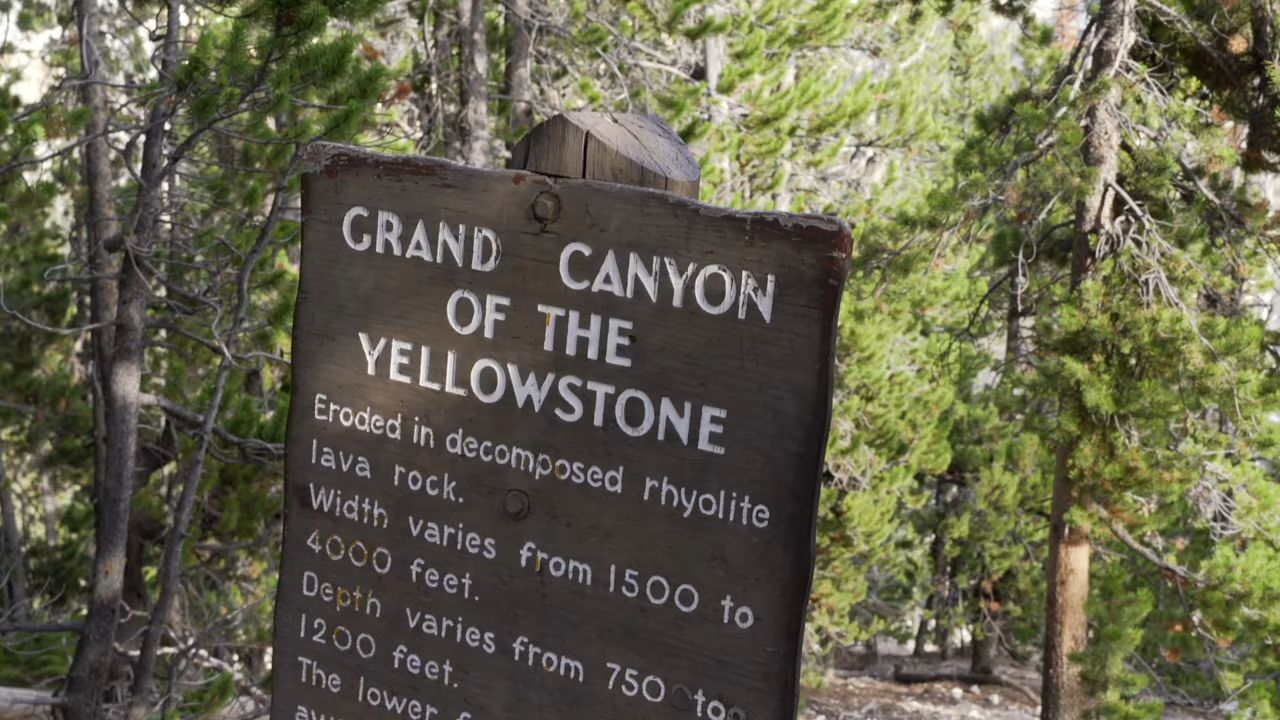 GRAND CANYON
OF THE
YELLOWSTONE
Eroded in decomposed rhyolite
lava rock.
Width varies from 1500 to
4000 feet.
Depth varies from 750 to
1200 feet.
The lower